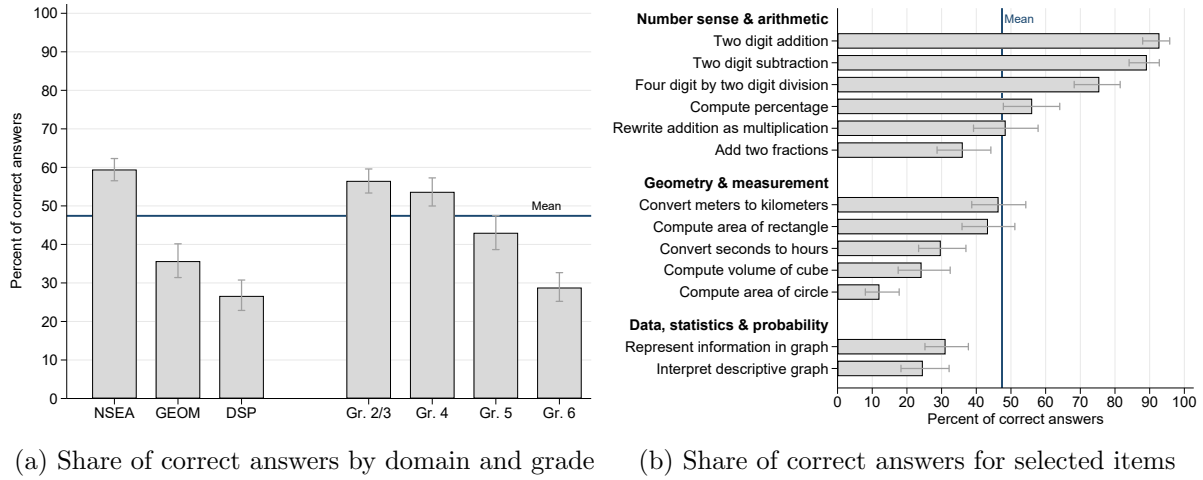 100
90
80
70
60
50
40
30
20
10
0
Percent of correct answers
Mean
NSEA GEOM DSP Gr. 2/3 Gr. 4 Gr. 5 Gr. 6
(a) Share of correct answers by domain and grade
Mean
Number sense & arithmetic
Two digit addition
Two digit subtraction
Four digit by two digit division
Compute percentage
Rewrite addition as multiplication
Add two fractions
Geometry & measurement
Convert meters to kilometers
Compute area of rectangle
Convert seconds to hours
Compute volume of cube
Compute area of circle
Data, statistics & probability
Represent information in graph
Interpret descriptive graph
0 10 20 30 40 50 60 70 80 90 100
Percent of correct answers
(b) Share of correct answers for selected items